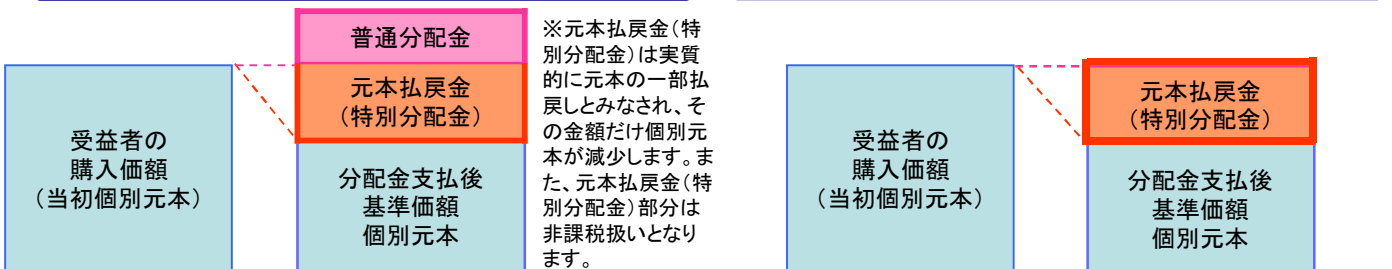 受益者の
購入価額
（当初個別元本）
普通分配金
元本払戻金
（特別分配金）
分配金支払後
基準価額
個別元本
※元本払戻金（特
別分配金）は実質
的に元本の一部払
戻しとみなされ、そ
の金額だけ個別元
本が減少します。ま
た、元本払戻金（特
別分配金）部分は
非課税扱いとなり
ます。
受益者の
購入価額
（当初個別元本）
元本払戻金
（特別分配金）
分配金支払後
基準価額
個別元本